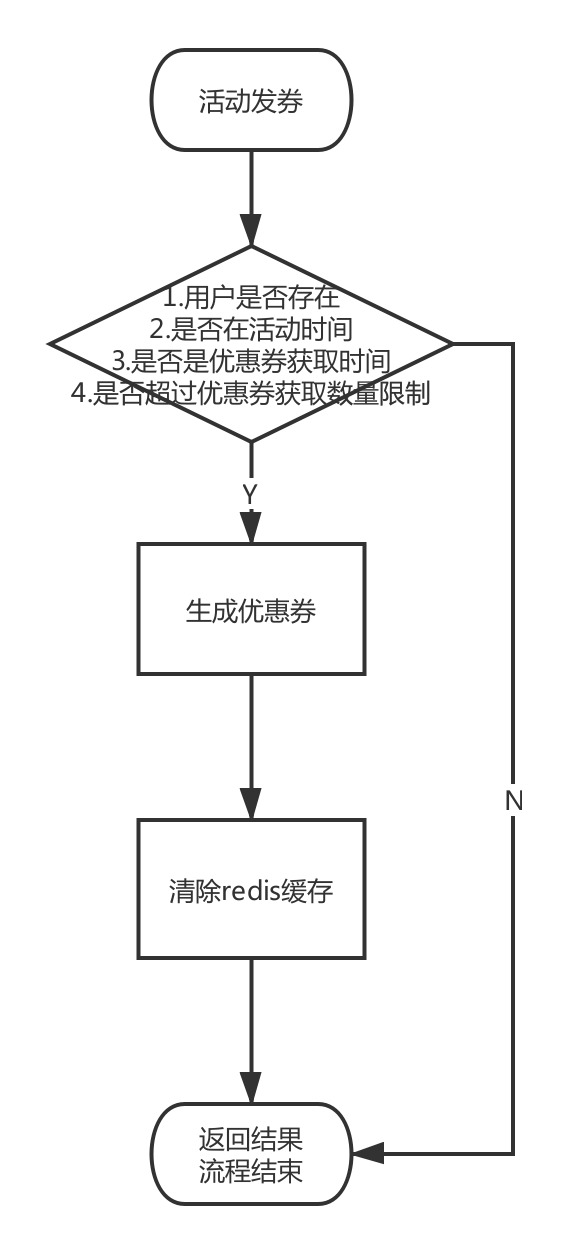 活动发券
1.用户是否存在
2.是否在活动时间
3.是否是优惠券获取时间
4.是否超过优惠券获取数量限制
Y
生成优惠券
N
清除redis缓存
返回结果
流程结束